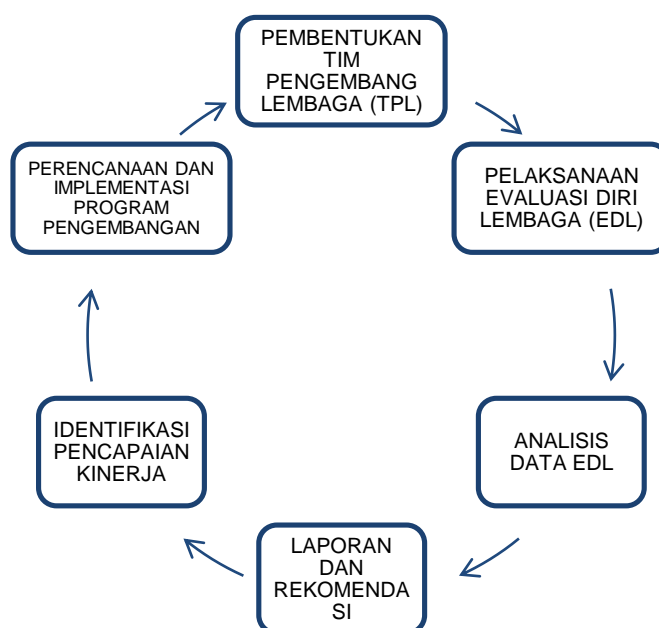 PEMBENTUKAN
TIM
PENGEMBANG
LEMBAGA (TPL)
PELAKSANAAN
EVALUASI DIRI
LEMBAGA (EDL)
ANALISIS
DATA EDL
LAPORAN
DAN
REKOMENDA
SI
IDENTIFIKASI
PENCAPAIAN
KINERJA
PERENCANAAN DAN
IMPLEMENTASI
PROGRAM
PENGEMBANGAN